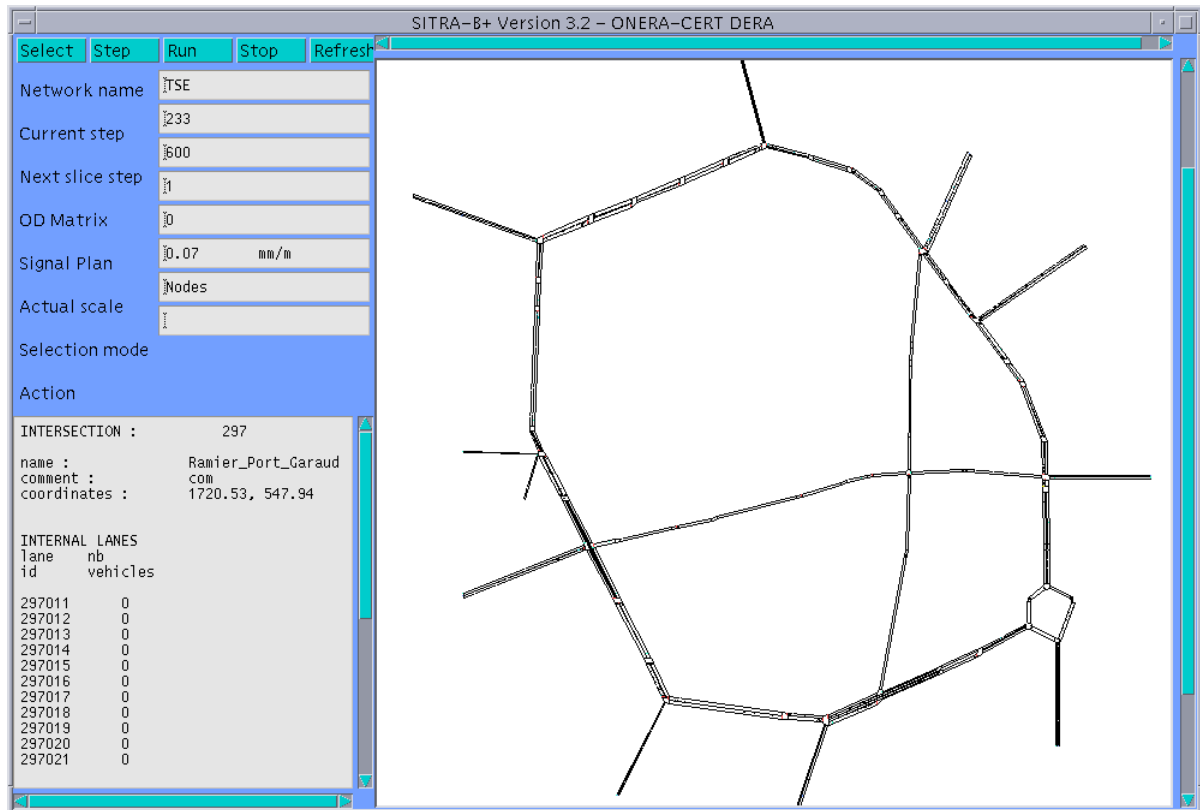 SITRA-B+ Version 3.2 - ONERA-CERT DERA
Select Step Run Stop Refresh
Network name TSE
Current step 233
600
Next slice step 1
OD Matrix 0
Signal Plan 0.07 mm/m
Actual scale Nodes
Selection mode
Action
INTERSECTION : 297
name : Ramier_Port_Garaud
comment : com
coordinates : 1720.53, 547.94
INTERNAL LANES
lane nb
id vehicles
297011 0
297012 0
297013 0
297014 0
297015 0
297016 0
297017 0
297018 0
297019 0
297020 0
297021 0